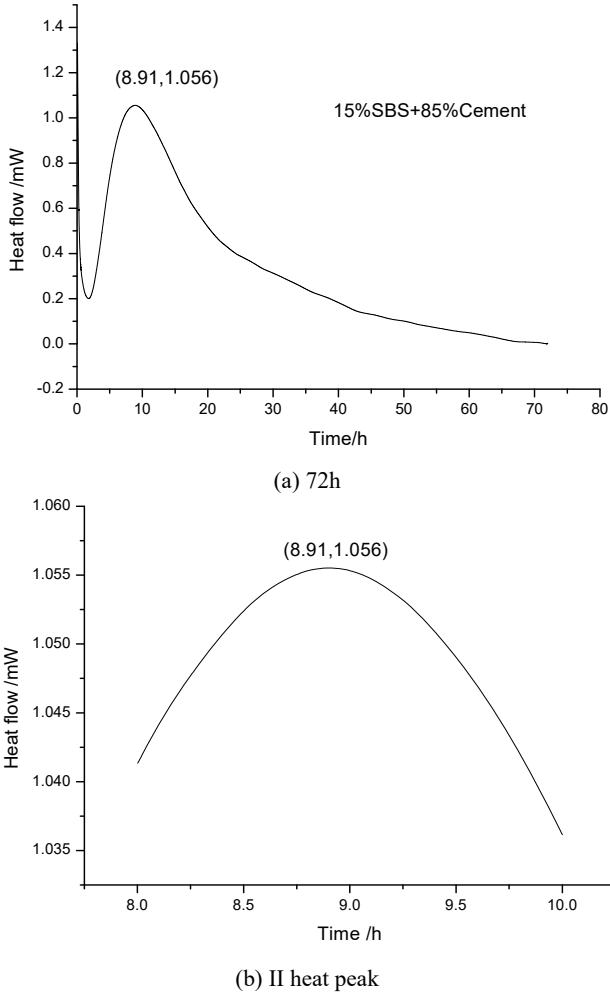 1.4
1.2
(8.91,1.056)
1.0
15%SBS+85%Cement
0.8
0.6
0.4
0.2
0.0
-0.2
Heat flow /mW
0 10 20 30 40 50 60 70 80
Time/h
(a) 72h
1.060
(8.91,1.056)
1.055
1.050
1.045
1.040
1.035
Heat flow /mW
8.0 8.5 9.0 9.5 10.0
Time /h
(b) II heat peak